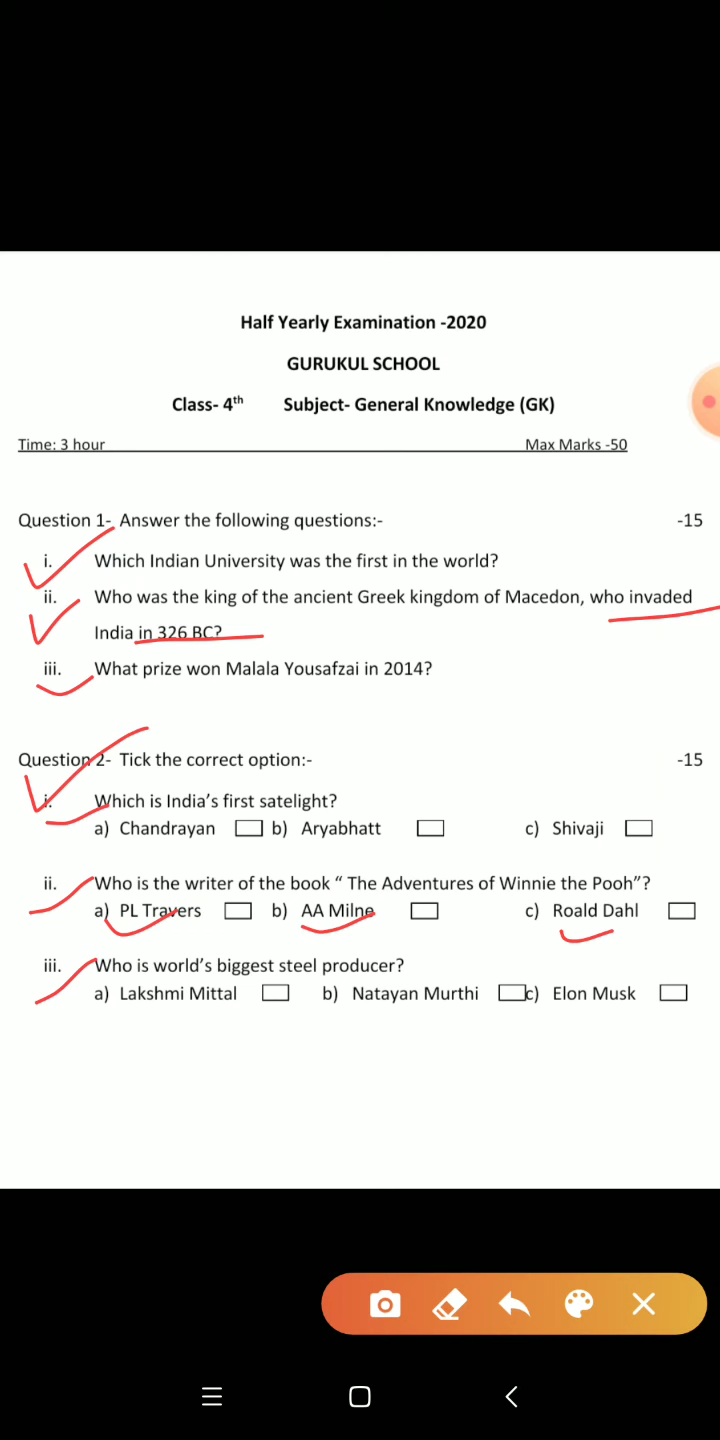 Half Yearly Examination -2020
GURUKUL SCHOOL
Class- 4th Subject- General Knowledge (GK)
Time: 3 hour Max Marks -50
Question 1- Answer the following questions:- -15
i. Which Indian University was the first in the world?
ii. Who was the king of the ancient Greek kingdom of Macedon, who invaded
India in 326 BC?
iii. What prize won Malala Yousafzai in 2014?
Question 2- Tick the correct option:- -15
i. Which is India's first satelight?
a) Chandrayan b) Aryabhatt c) Shivaji
ii. Who is the writer of the book “ The Adventures of Winnie the Pooh”?
a) PL Travers b) AA Milne c) Roald Dahl
iii. Who is world's biggest steel producer?
a) Lakshmi Mittal b) Natayan Murthi c) Elon Musk